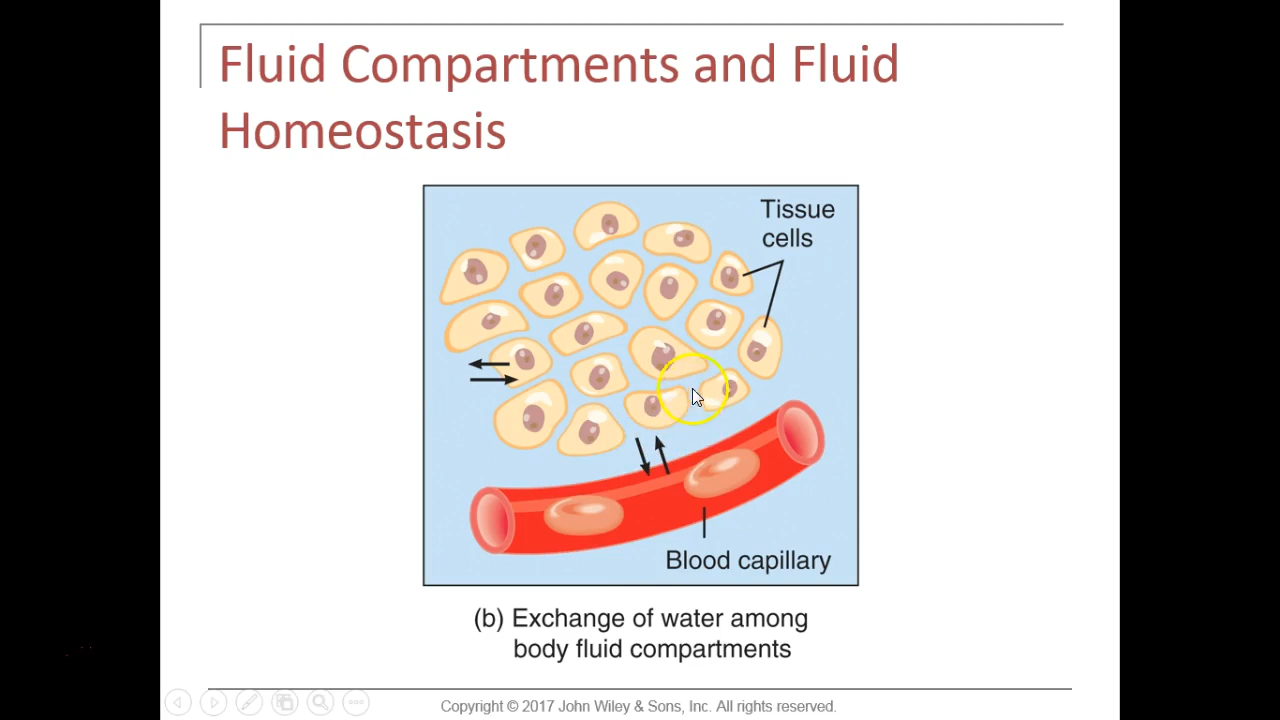 Fluid Compartments and Fluid
Homeostasis
Tissue
cells
Blood capillary
(b) Exchange of water among
body fluid compartments
Copyright © 2017 John Wiley & Sons, Inc. All rights reserved.